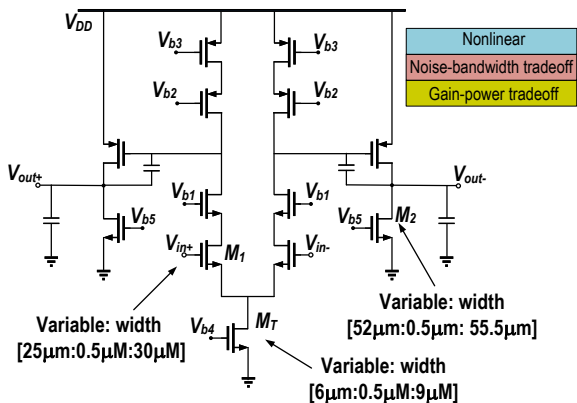 VDD
Vb3
Vb3
Nonlinear
Noise-bandwidth tradeoff
Gain-power tradeoff
Vb2
Vb2
Vout+
Vout-
Vb1
Vb1
Vb5
Vb5
M2
Vin+
M1
Vin-
Variable: width
[25μm:0.5μM:30μM]
Vb4
MT
[52μm:0.5μm: 55.5μm]
Variable: width
Variable: width
[6μm:0.5μM:9μM]